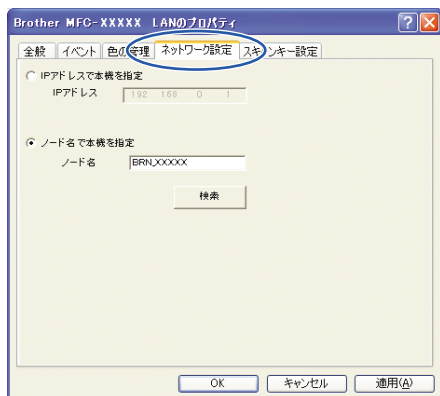 Brother MFC-XXXXX LANのプロパティ
全般 イベント 色の管理 ネットワーク設定 スキャンキー設定
IPアドレスで本機を指定
IPアドレス 192 168 0 1
ノード名で本機を指定
ノード名 BRN_XXXXX
検索
OK キャンセル 適用(A)